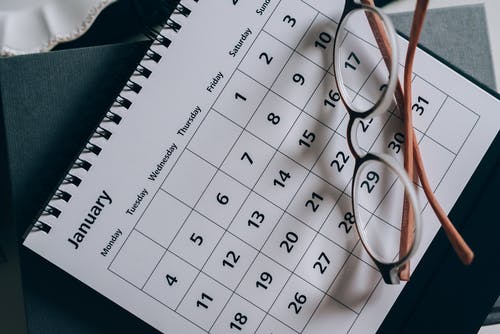 January
Monday Tuesday Wednesday Thursday Friday Saturday Sunday
1 2 3
4 5 6 7 8 9 10
11 12 13 14 15 16 17
18 19 20 21 22
26 27 28 29 30 31